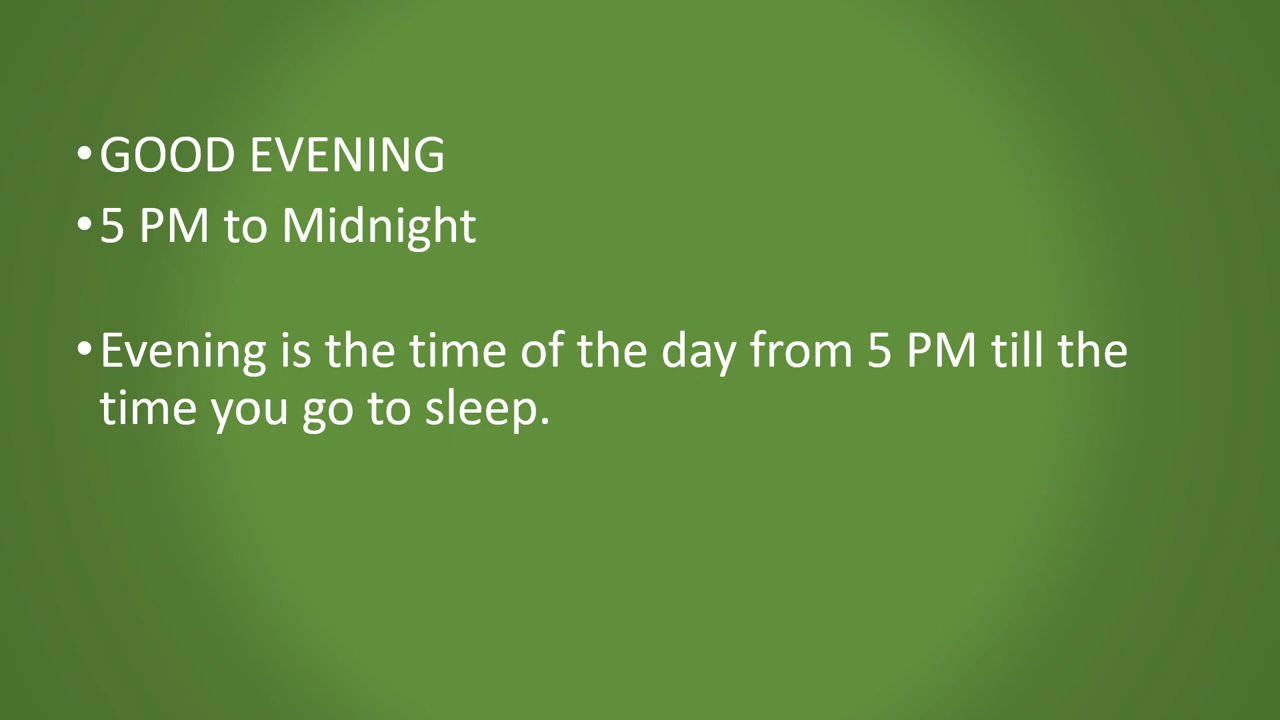 •GOOD EVENING
•5 PM to Midnight
•Evening is the time of the day from 5 PM till the
time you go to sleep.